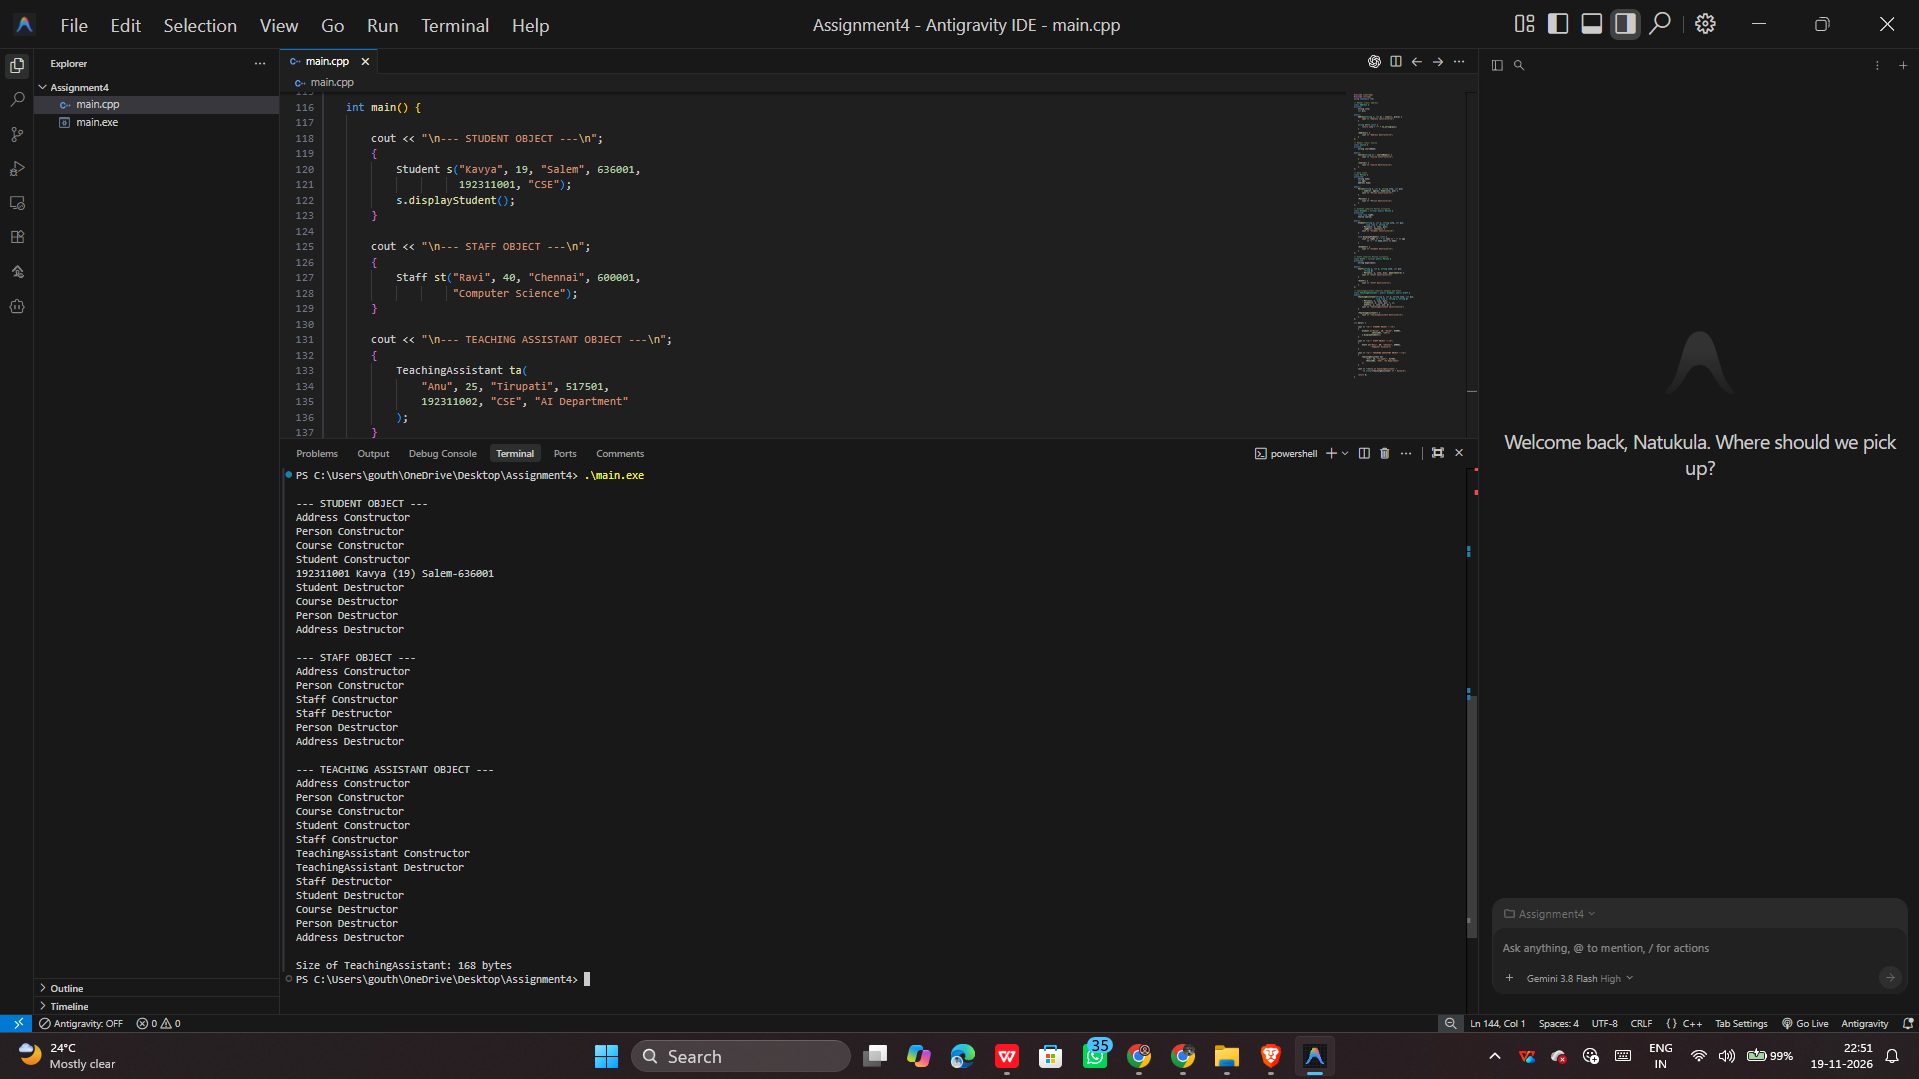 File Edit Selection View Go Run Terminal Help
Assignment4 - Antigravity IDE - main.cpp
Explorer
Assignment4
main.cpp
main.exe
Outline
Timeline
main.cpp
main.cpp
116 int main() {
117
118 cout << "\n--- STUDENT OBJECT ---\n";
119 {
120 Student s("Kavya", 19, "Salem", 636001,
121 192311001, "CSE");
122 s.displayStudent();
123 }
124
125 cout << "\n--- STAFF OBJECT ---\n";
126 {
127 Staff st("Ravi", 40, "Chennai", 600001,
128 "Computer Science");
129 }
130
131 cout << "\n--- TEACHING ASSISTANT OBJECT ---\n";
132 {
133 TeachingAssistant ta(
134 "Anu", 25, "Tirupati", 517501,
135 192311002, "CSE", "AI Department"
136 );
137 }
Problems Output Debug Console Terminal Ports Comments
powershell
PS C:\Users\gouth\OneDrive\Desktop\Assignment4> .\main.exe
--- STUDENT OBJECT ---
Address Constructor
Person Constructor
Course Constructor
Student Constructor
192311001 Kavya (19) Salem-636001
Student Destructor
Course Destructor
Person Destructor
Address Destructor
--- STAFF OBJECT ---
Address Constructor
Person Constructor
Staff Constructor
Staff Destructor
Person Destructor
Address Destructor
--- TEACHING ASSISTANT OBJECT ---
Address Constructor
Person Constructor
Course Constructor
Student Constructor
Staff Constructor
TeachingAssistant Constructor
TeachingAssistant Destructor
Staff Destructor
Student Destructor
Course Destructor
Person Destructor
Address Destructor
Size of TeachingAssistant: 168 bytes
PS C:\Users\gouth\OneDrive\Desktop\Assignment4>
Welcome back, Natukula. Where should we pick
up?
Assignment4
Ask anything, @ to mention, / for actions
Gemini 3.8 Flash High
Antigravity: OFF 0 0
Ln 144, Col 1 Spaces: 4 UTF-8 CRLF {} C++ Tab Settings Go Live Antigravity
24°C
Mostly clear
Search
35
ENG
IN
99%
22:51
19-11-2026